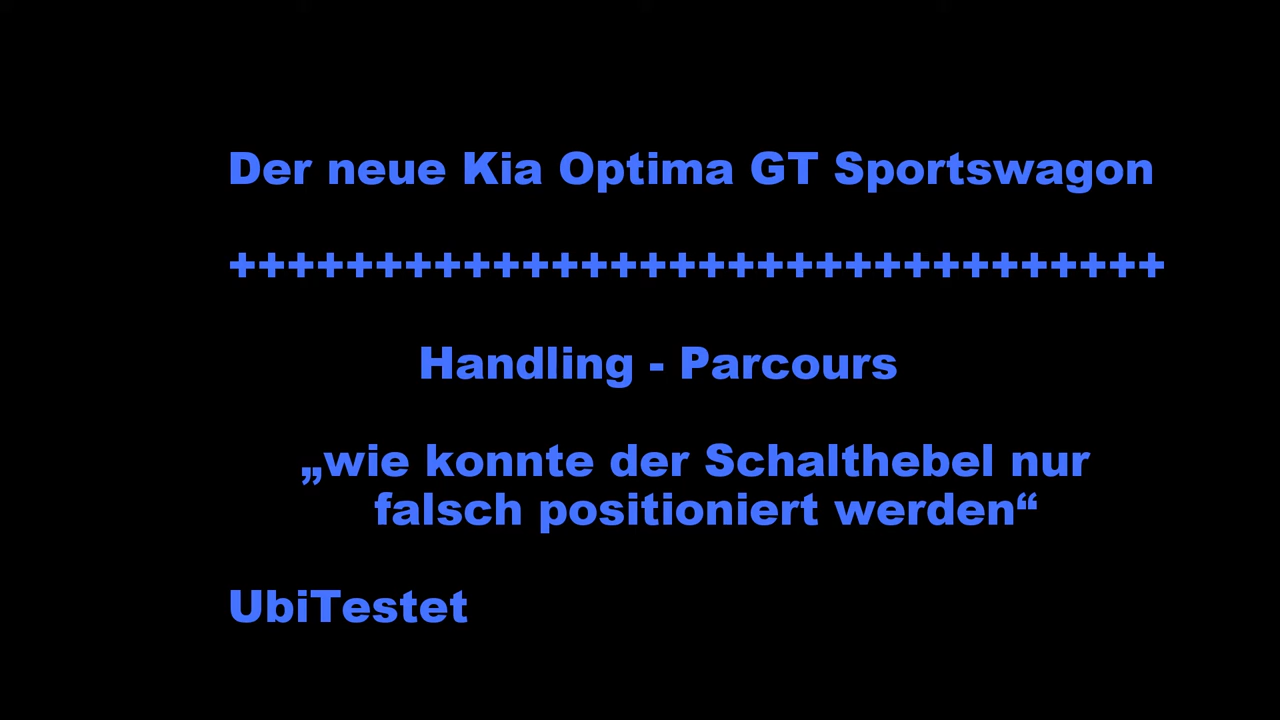 Der neue Kia Optima GT Sportswagon
++++++++++++++++++++++++++++++++
Handling - Parcours
„wie konnte der Schalthebel nur
falsch positioniert werden“
UbiTestet